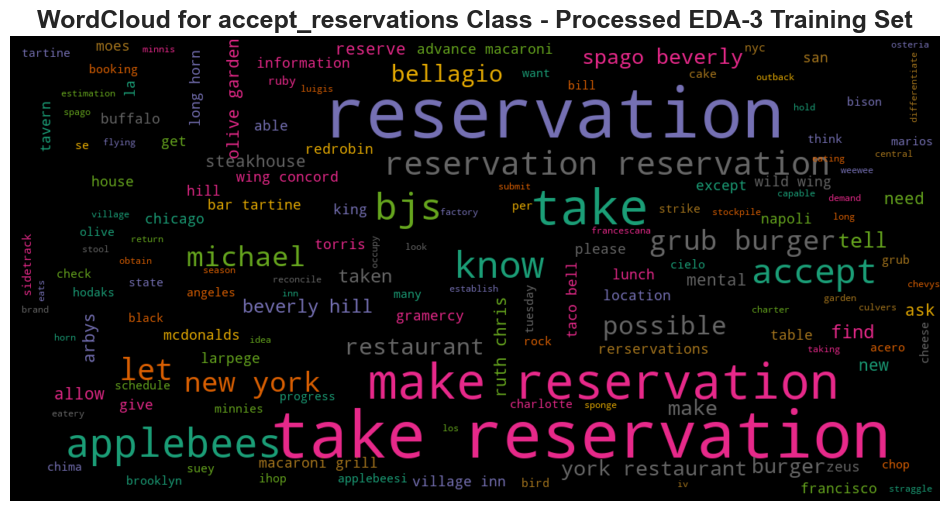 WordCloud for accept_reservations Class - Processed EDA-3 Training Set
tartine
moes
minnis
booking
la
tavern
estimation
spago
flying
buffalo
se
get
long horn
olive garden
able
information
ruby
luigis
reserve
advance macaroni
bellagio
want
spago beverly
bill
cake
nyc
outback
san
osteria
differentiate
bison
hold
think
marios
central
reservation
redrobin
steakhouse
wing concord
reservation reservation
eating
weewee
wild wing
capable
demand
except
submit
house
hill
bar tartine
king
bjs
factory
per
take
strike
stockpile
long
napoli
need
village
olive
chicago
stool
return
torris
francescana
please
grub burger
tell
grub
sidetrack
eats
brand
check
hodaks
obtain
state
angeles
michael
season
reconcile
inn
taken
occupy
look
know
establish
many
tuesday
taco bell
lunch
cielo
mental
location
accept
garden
chevys
culvers
charter
ask
horn
arbys
black
mcdonalds
idea
beverly hill
gramercy
ruth chris
rock
possible
rerservations
table
find
acero
cheese
taking
new
let
larpege
restaurant
allow
schedule
new york
progress
give
minnies
eatery
make reservation
charlotte
sponge
make
applebees
take reservation
los
chima
suey
macaroni grill
brooklyn
ihop
applebeesi
village inn
bird
york restaurant
burger
zeus
iv
chop
francisco
straggle